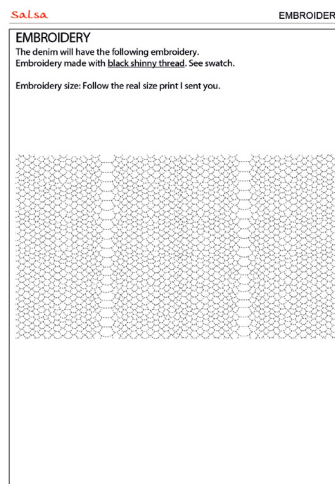 Salsa
EMBROIDER
EMBROIDERY
The denim will have the following embroidery.
Embroidery made with black shinny thread. See swatch.
Embroidery size: Follow the real size print I sent you.